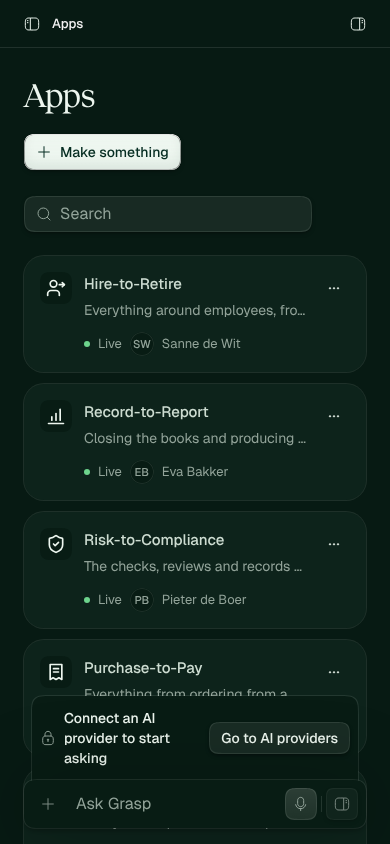 Apps
Apps
Make something
Search
Hire-to-Retire
...
Everything around employees, fro...
Live SW Sanne de Wit
Record-to-Report
...
Closing the books and producing ...
Live EB Eva Bakker
Risk-to-Compliance
...
The checks, reviews and records ...
Live PB Pieter de Boer
Purchase-to-Pay
...
Everything from ordering from a
Connect an AI
provider to start
asking
Go to AI providers
Ask Grasp